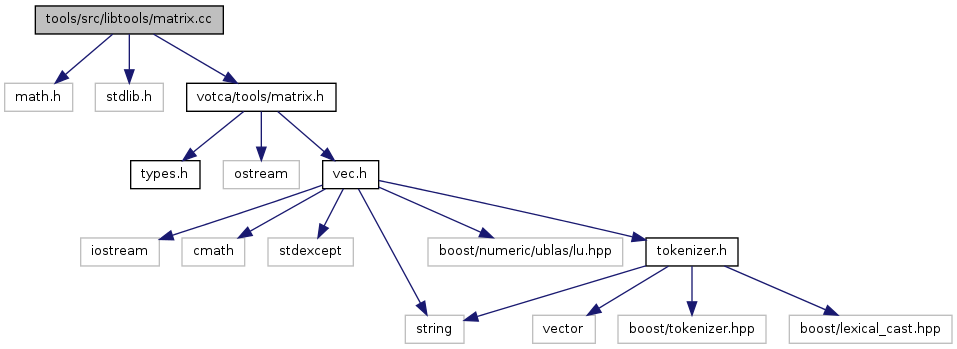 tools/src/libtools/matrix.cc
math.h
stdlib.h
votca/tools/matrix.h
types.h
ostream
vec.h
iostream
cmath
stdexcept
boost/numeric/ublas/lu.hpp
tokenizer.h
string
vector
boost/tokenizer.hpp
boost/lexical_cast.hpp